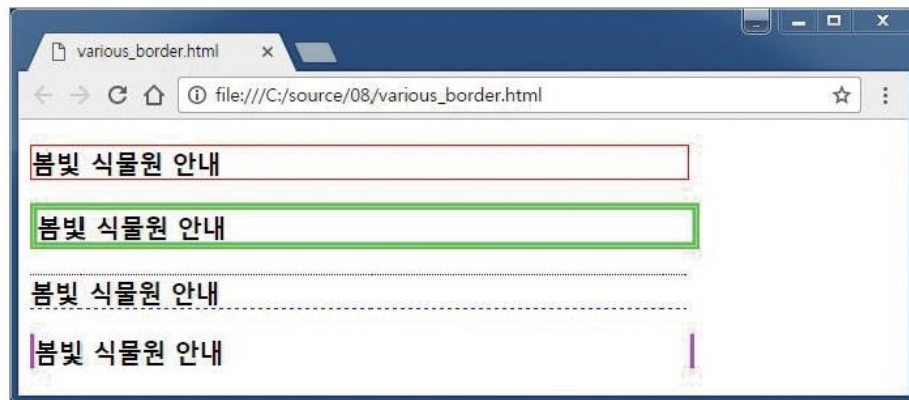 various_border.html
file:///C:/source/08/various_border.html
봄빛 식물원 안내
봄빛 식물원 안내
봄빛 식물원 안내
봄빛 식물원 안내